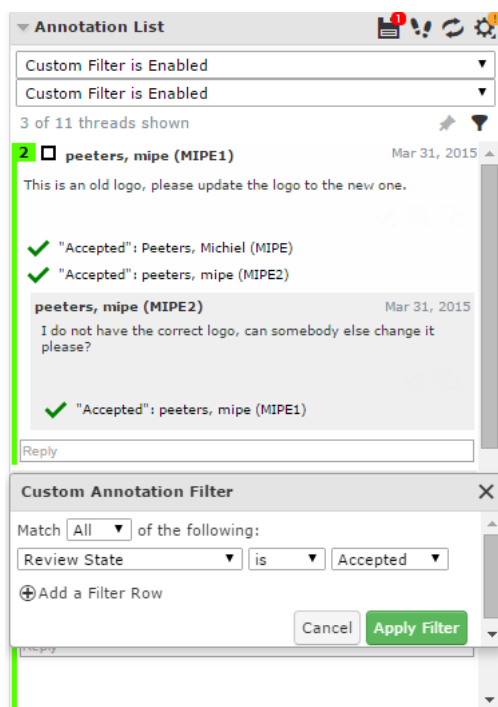 Annotation List
1
!
Custom Filter is Enabled
Custom Filter is Enabled
3 of 11 threads shown
2 peeters, mipe (MIPE1) Mar 31, 2015
This is an old logo, please update the logo to the new one.
"Accepted": Peeters, Michiel (MIPE)
"Accepted": peeters, mipe (MIPE2)
peeters, mipe (MIPE2) Mar 31, 2015
I do not have the correct logo, can somebody else change it
please?
"Accepted": peeters, mipe (MIPE1)
Reply
Custom Annotation Filter
Match All of the following:
Review State is Accepted
Add a Filter Row
Cancel Apply Filter
Reply